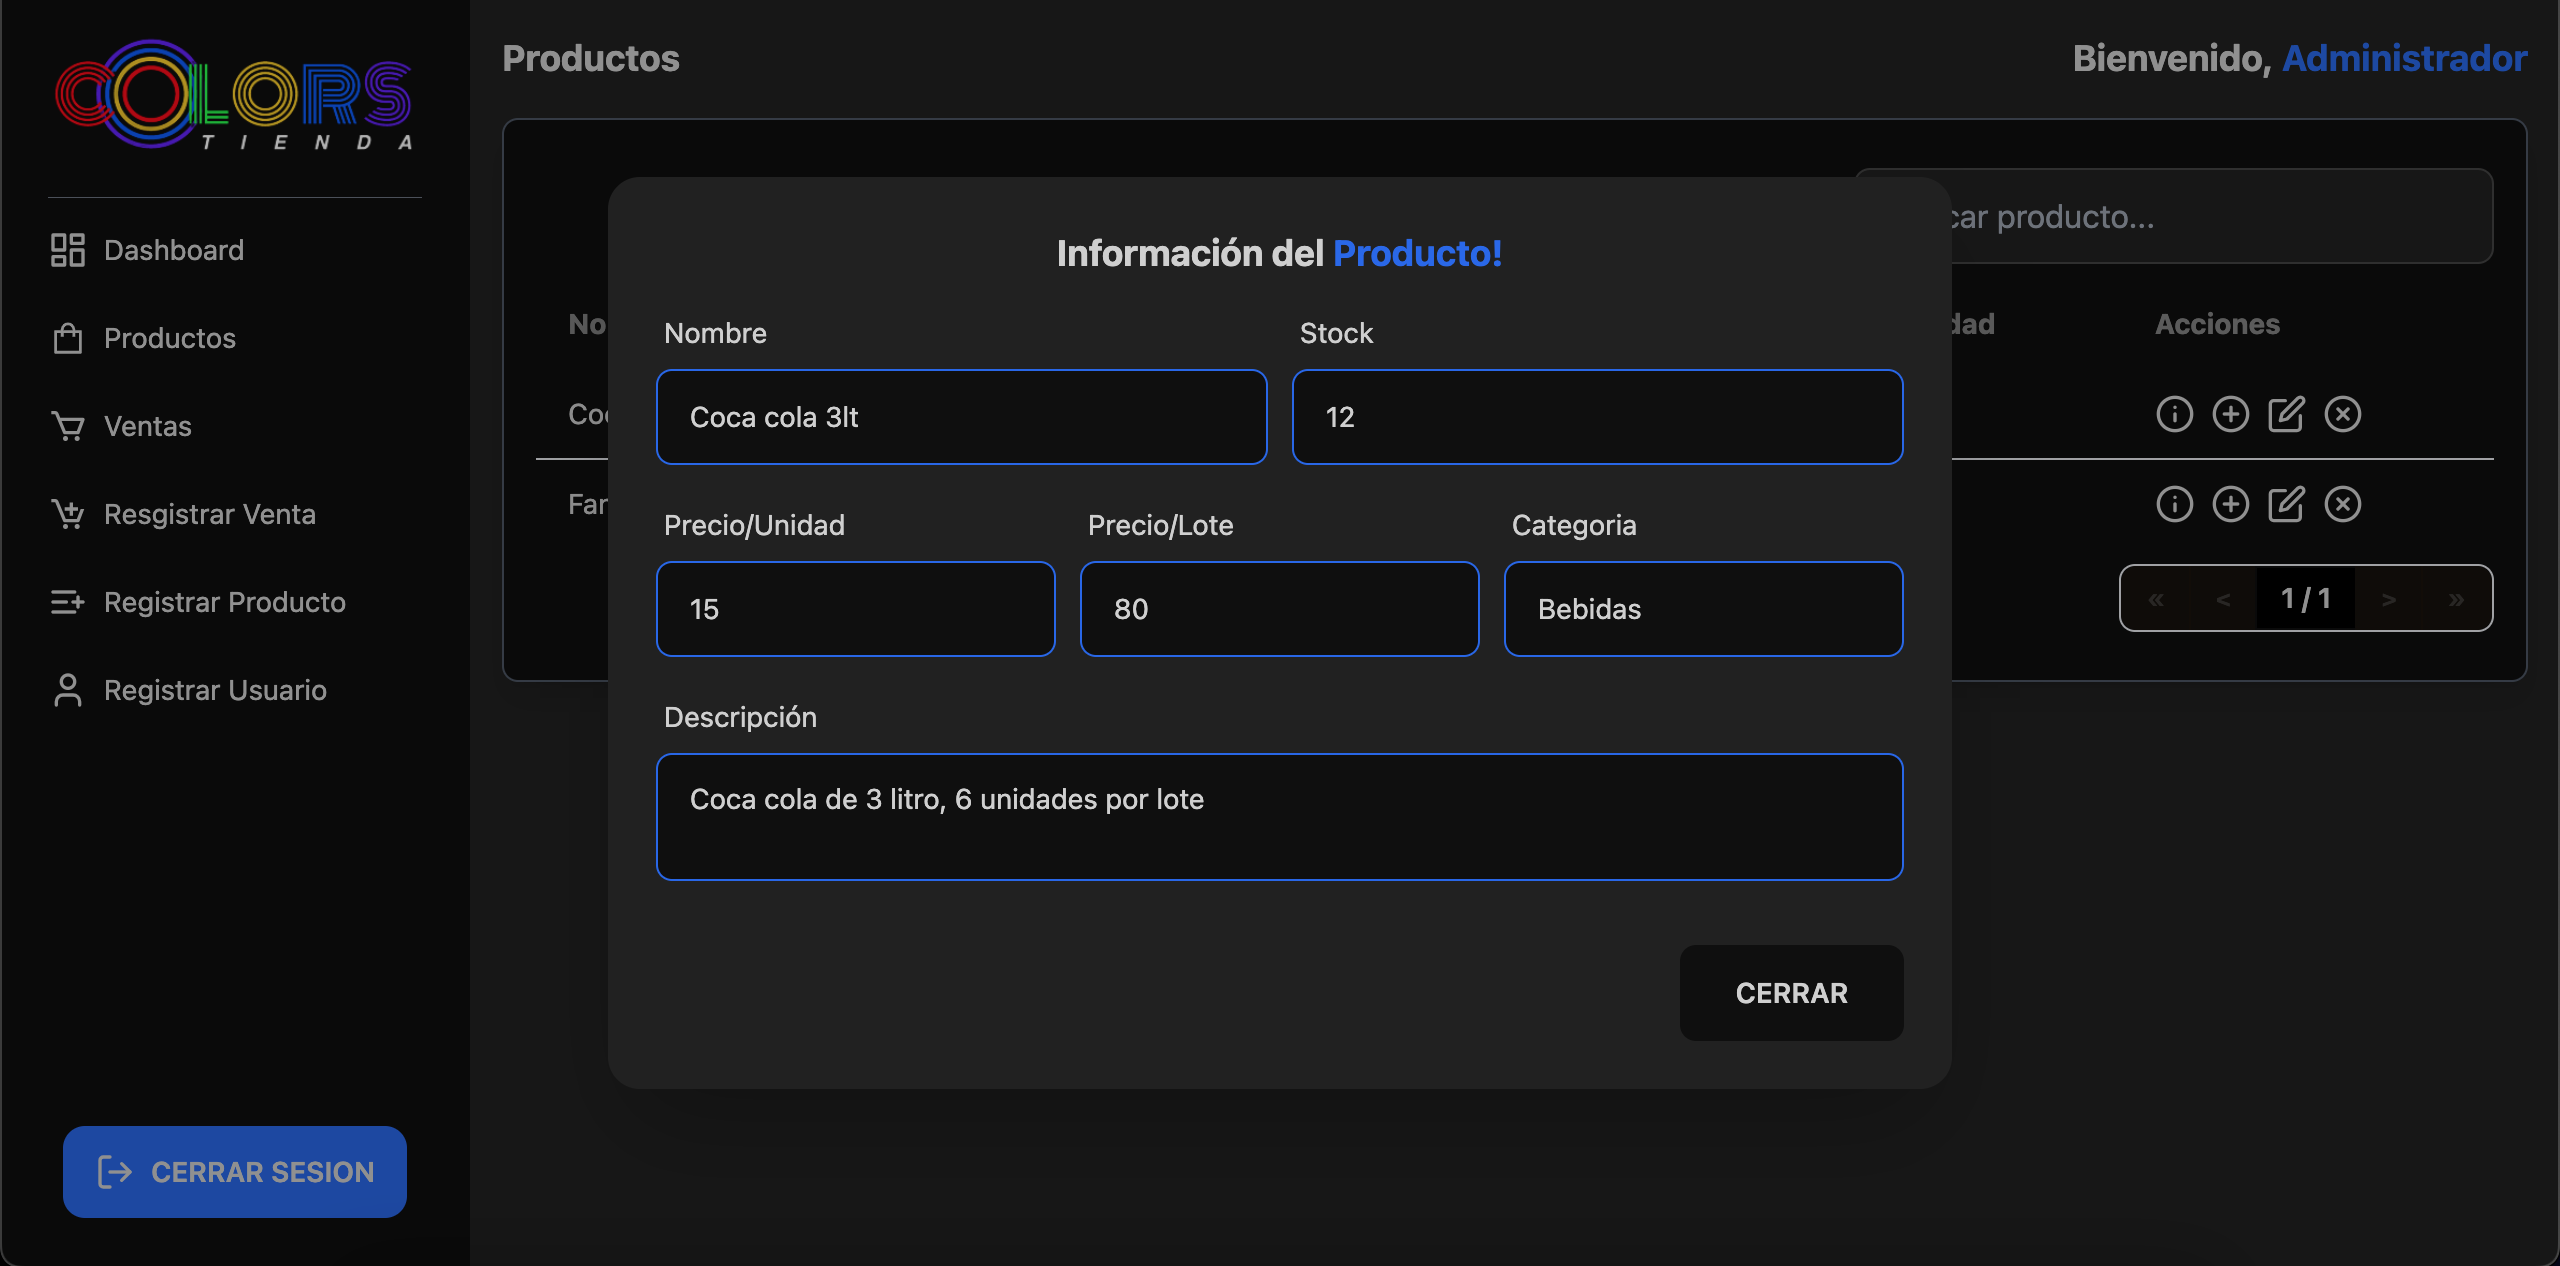 COLORS
TIENDA
Dashboard
Productos
Ventas
Resgistrar Venta
Registrar Producto
Registrar Usuario
CERRAR SESION
Productos
Bienvenido, Administrador
car producto...
No
dad
Acciones
Coc
Far
1 / 1
Información del Producto!
Nombre
Stock
Coca cola 3lt
12
Precio/Unidad
Precio/Lote
Categoria
15
80
Bebidas
Descripción
Coca cola de 3 litro, 6 unidades por lote
CERRAR